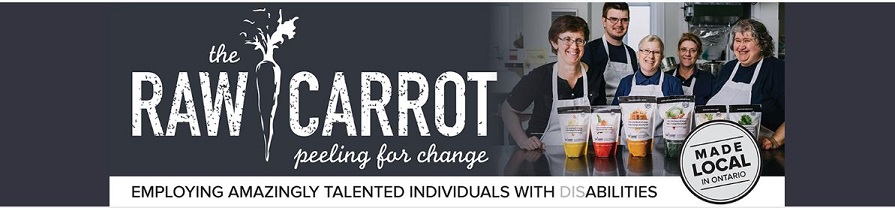 the
RAW CARROT
peeling for change
MADE
LOCAL
IN ONTARIO
EMPLOYING AMAZINGLY TALENTED INDIVIDUALS WITH DISABILITIES